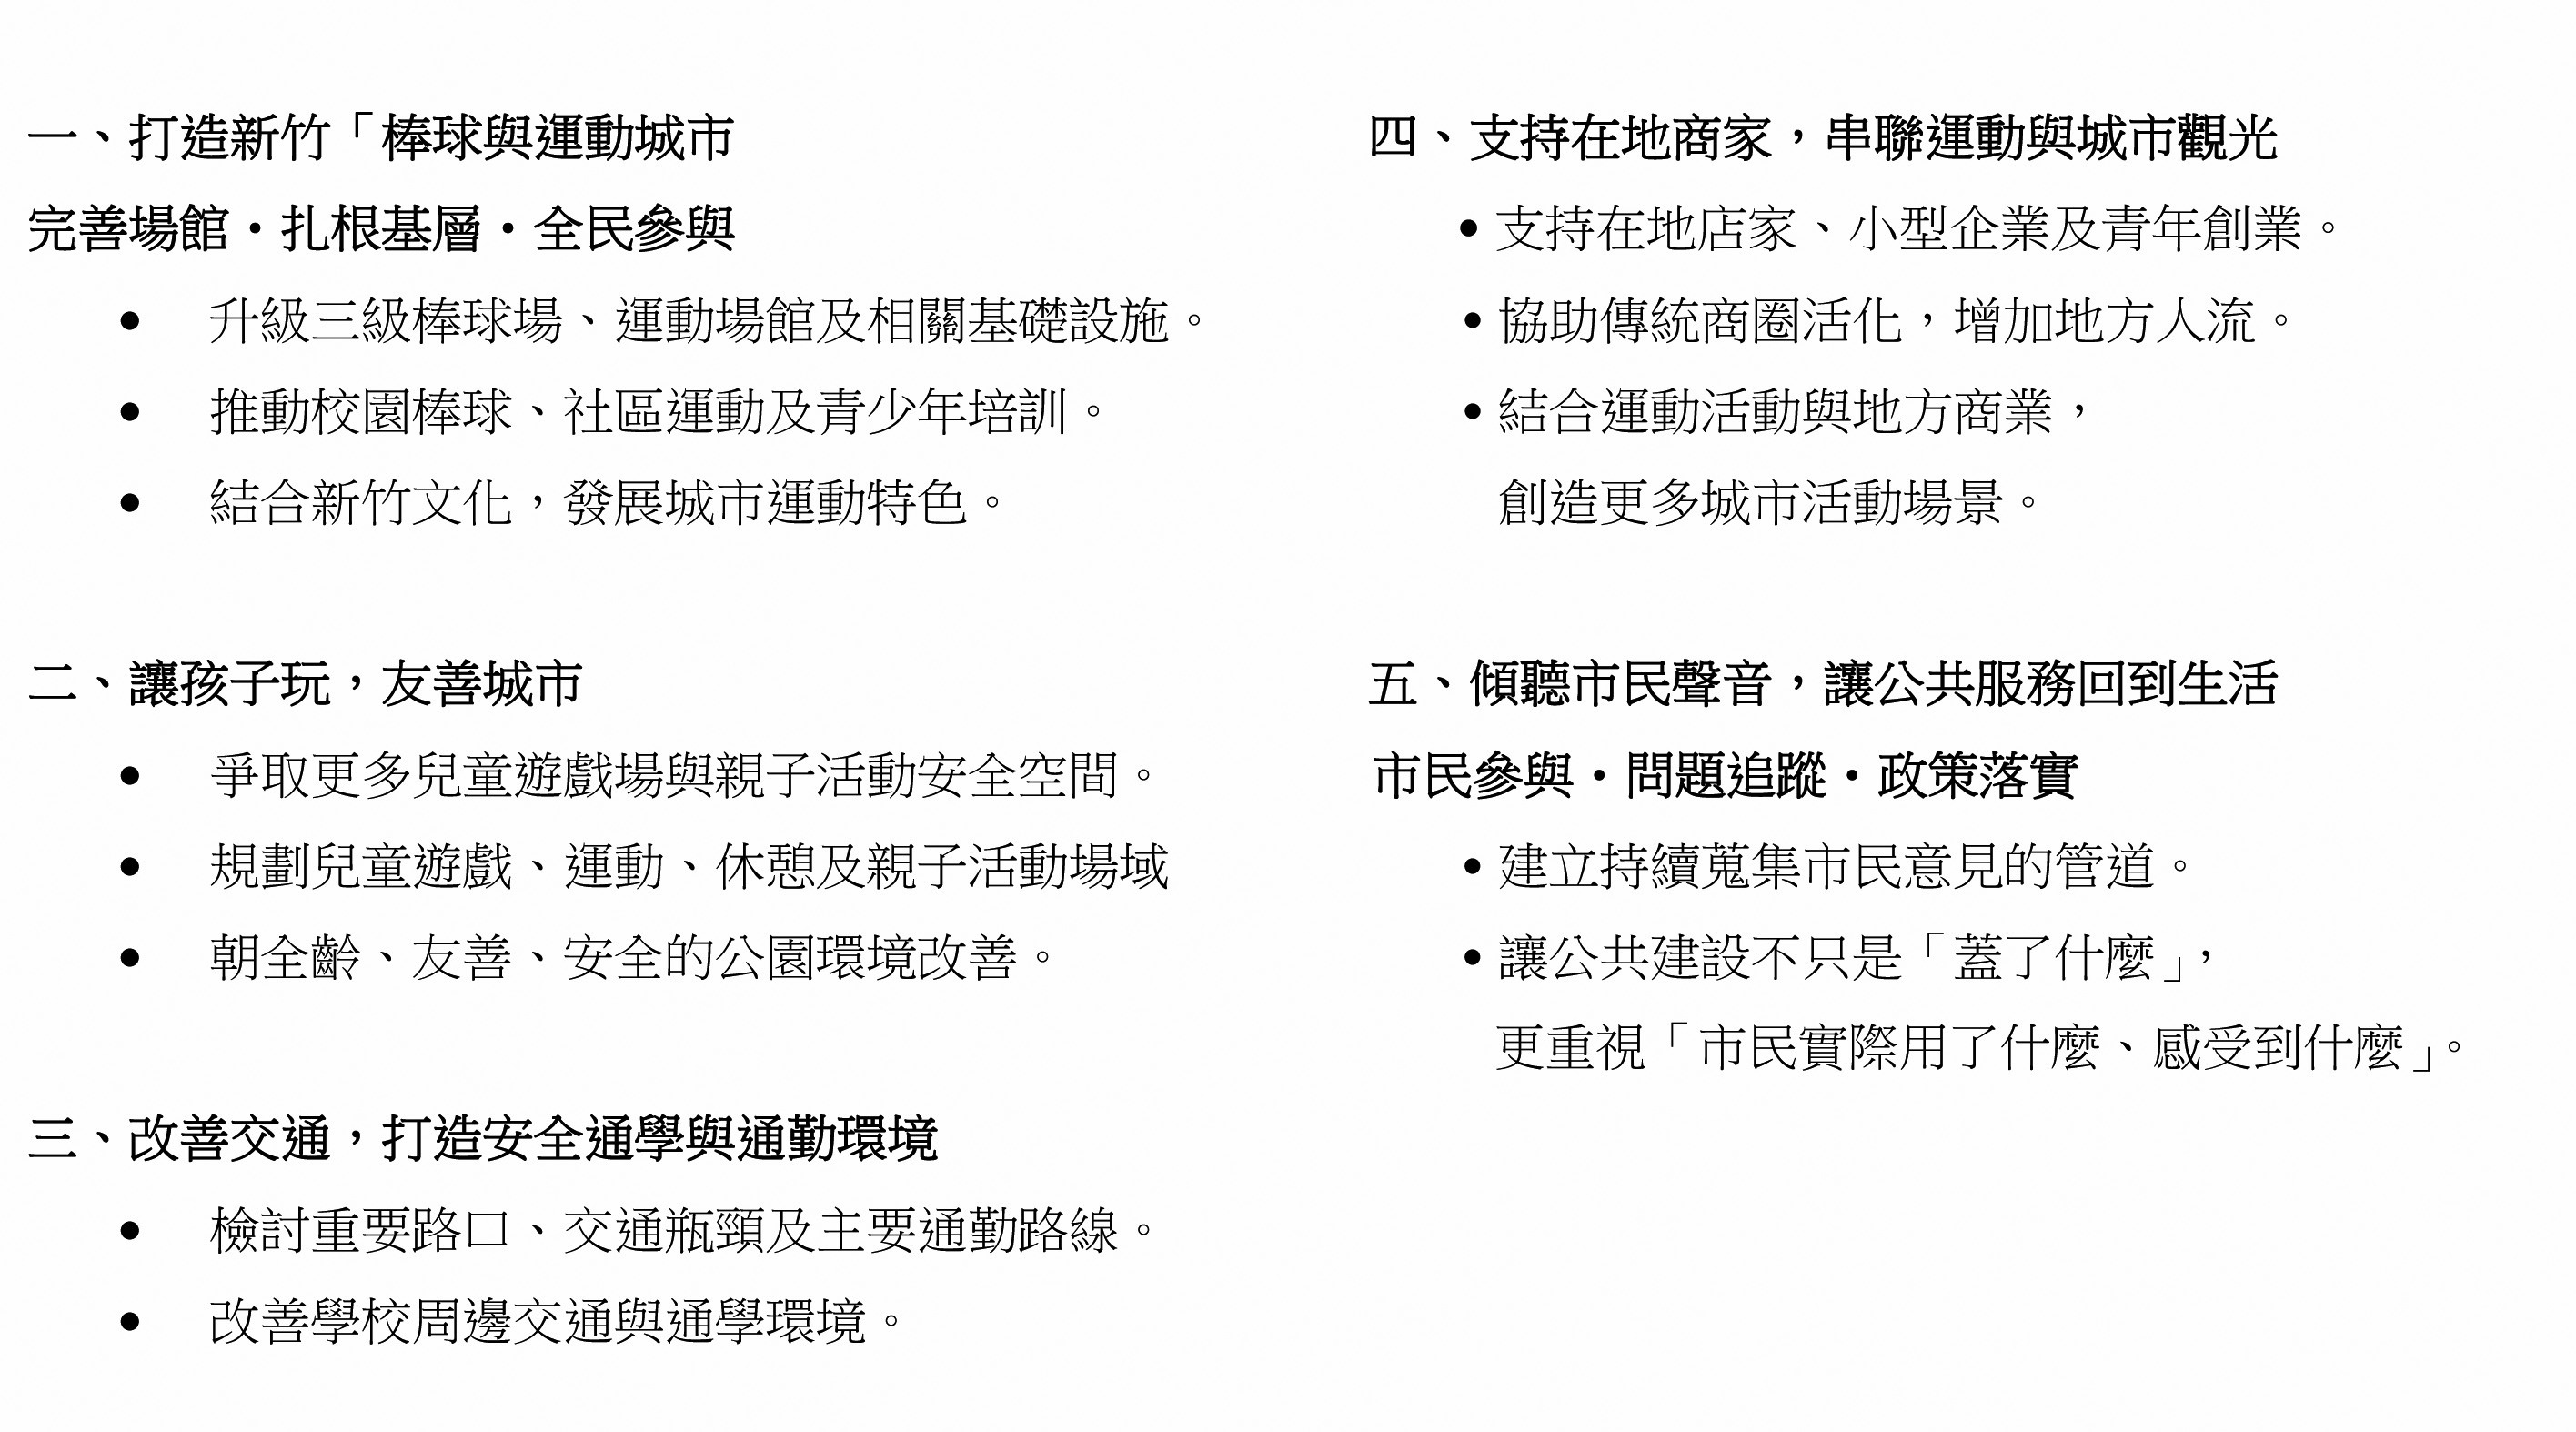 一、打造新竹「棒球與運動城市
完善場館・扎根基層・全民參與
● 升級三級棒球場、運動場館及相關基礎設施。
● 推動校園棒球、社區運動及青少年培訓。
● 結合新竹文化，發展城市運動特色。
二、讓孩子玩，友善城市
● 爭取更多兒童遊戲場與親子活動安全空間。
● 規劃兒童遊戲、運動、休憩及親子活動場域
● 朝全齡、友善、安全的公園環境改善。
三、改善交通，打造安全通學與通勤環境
● 檢討重要路口、交通瓶頸及主要通勤路線。
● 改善學校周邊交通與通學環境。
四、支持在地商家，串聯運動與城市觀光
• 支持在地店家、小型企業及青年創業。
• 協助傳統商圈活化，增加地方人流。
• 結合運動活動與地方商業，
創造更多城市活動場景。
五、傾聽市民聲音，讓公共服務回到生活
市民參與・問題追蹤・政策落實
• 建立持續蒐集市民意見的管道。
• 讓公共建設不只是「蓋了什麼」，
更重視「市民實際用了什麼、感受到什麼」。